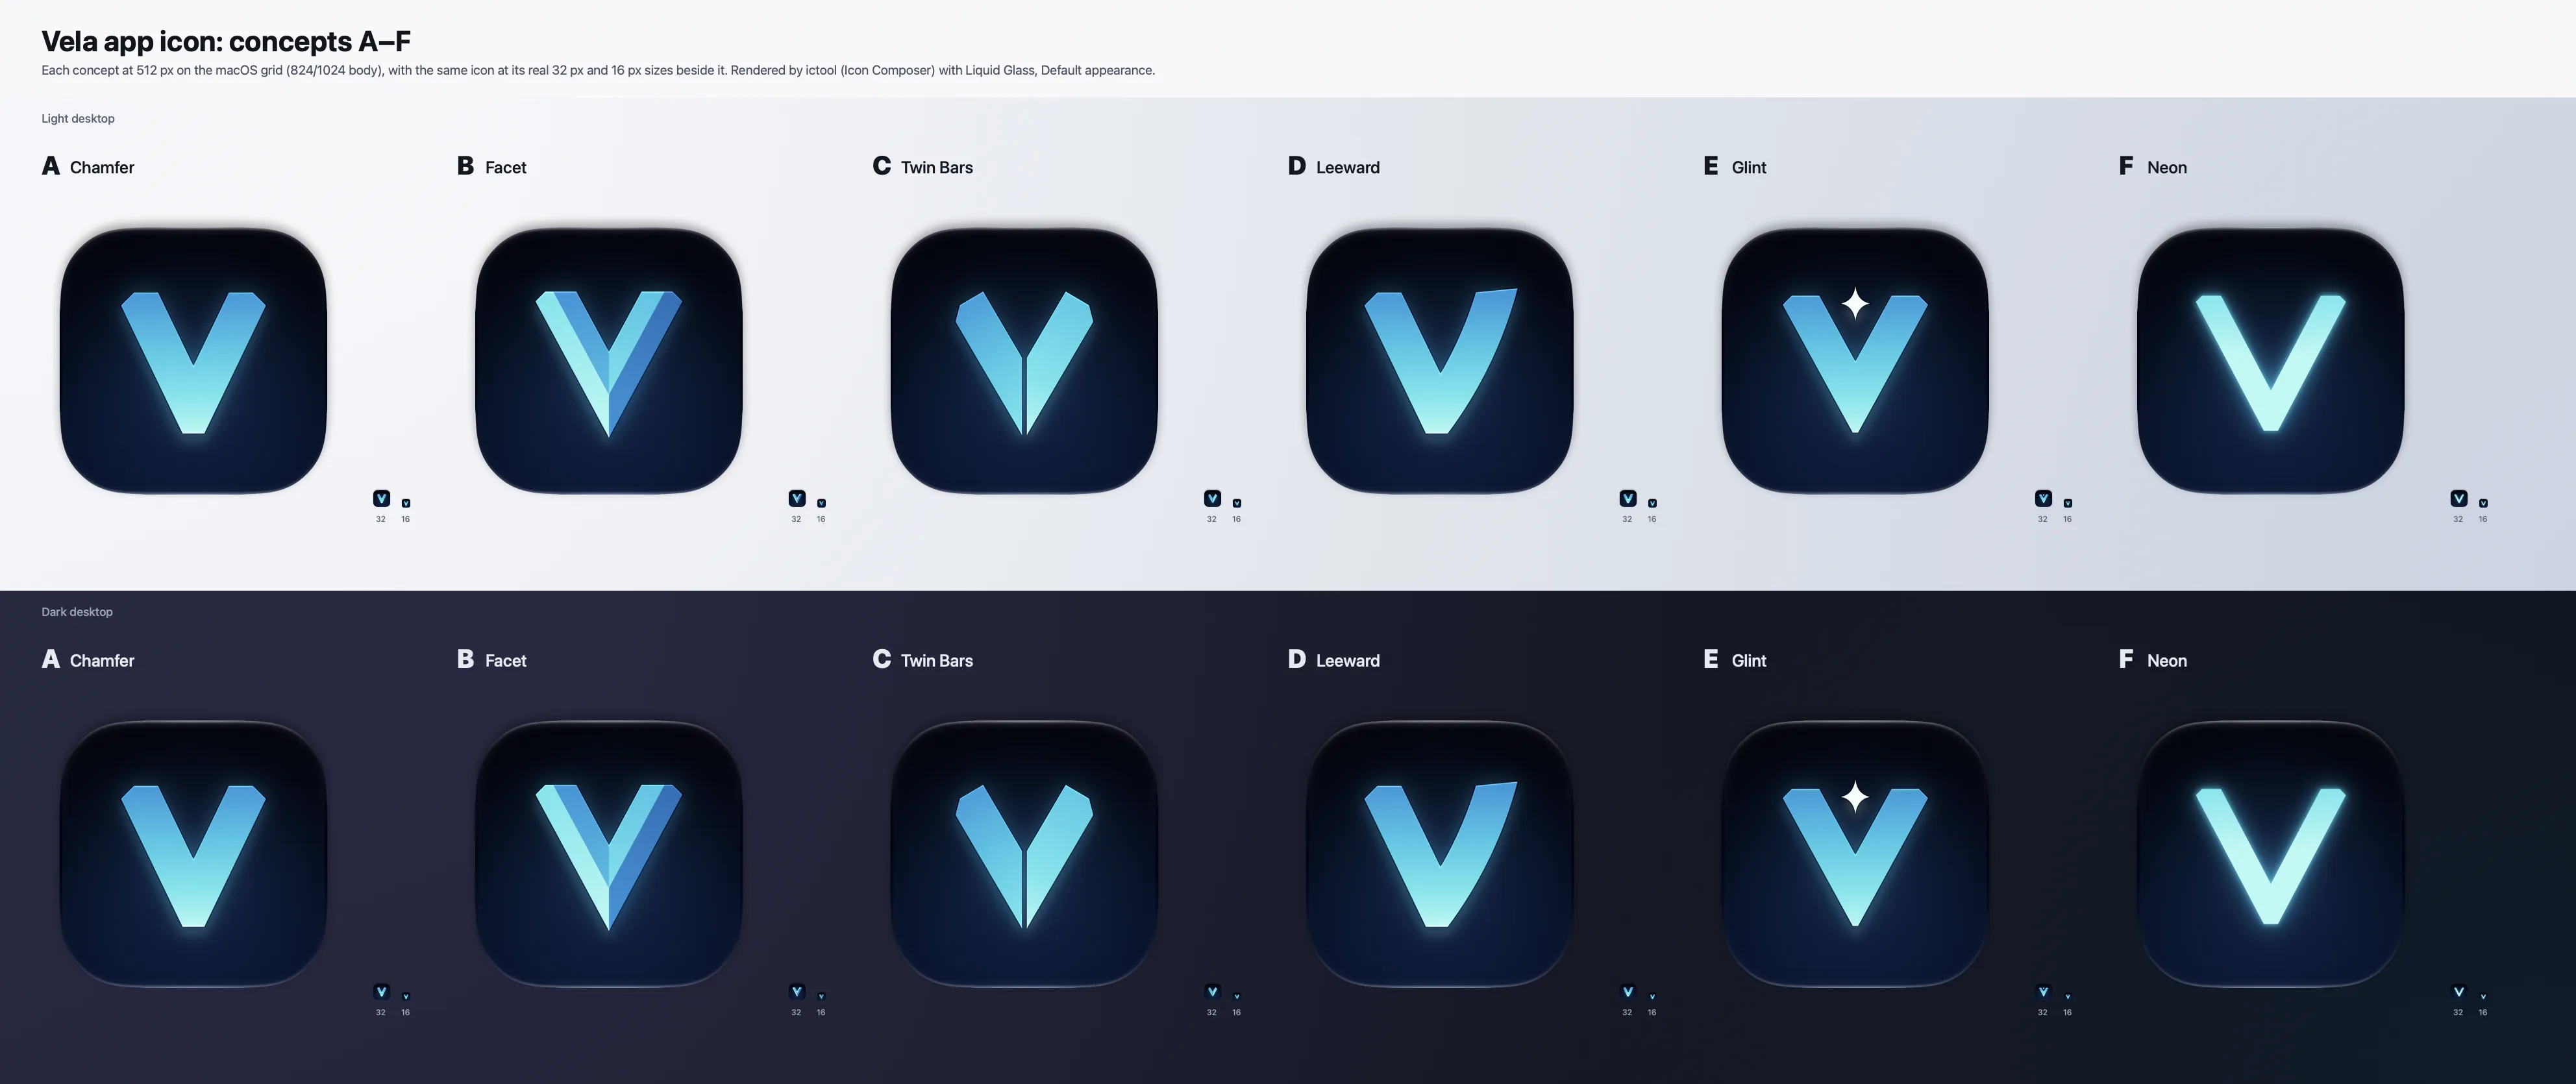 Vela app icon: concepts A–F
Each concept at 512 px on the macOS grid (824/1024 body), with the same icon at its real 32 px and 16 px sizes beside it. Rendered by ictool (Icon Composer) with Liquid Glass, Default appearance.
Light desktop
A Chamfer
B Facet
C Twin Bars
D Leeward
E Glint
F Neon
32 16
32 16
32 16
32 16
32 16
32 16
Dark desktop
A Chamfer
B Facet
C Twin Bars
D Leeward
E Glint
F Neon
32 16
32 16
32 16
32 16
32 16
32 16